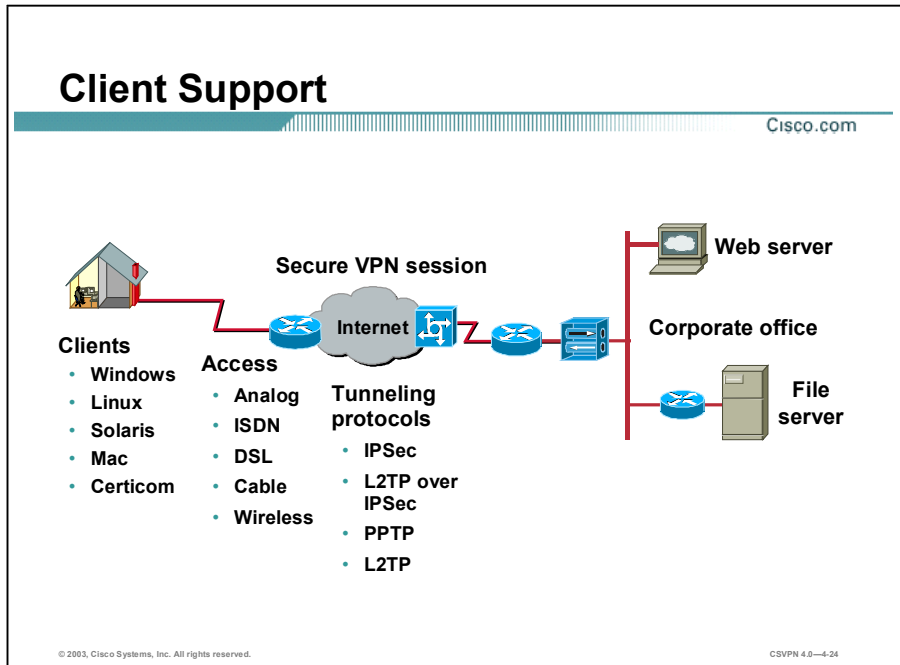 Client Support
Cisco.com
Secure VPN session
Internet
Web server
Corporate office
File
server
Clients
• Windows
• Linux
• Solaris
• Mac
• Certicom
Access
• Analog
• ISDN
• DSL
• Cable
• Wireless
Tunneling
protocols
• IPSec
• L2TP over
IPSec
• PPTP
• L2TP
© 2003, Cisco Systems, Inc. All rights reserved.
CSVPN 4.0—4-24